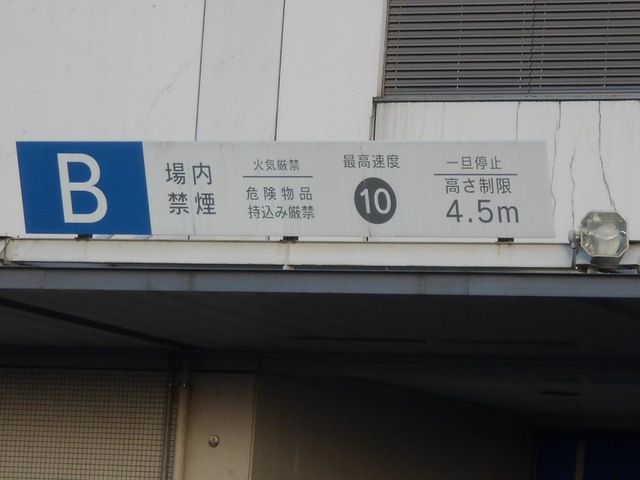 B
場内
禁煙
火気厳禁
危険物品
持込み厳禁
最高速度
10
一旦停止
高さ制限
4.5m